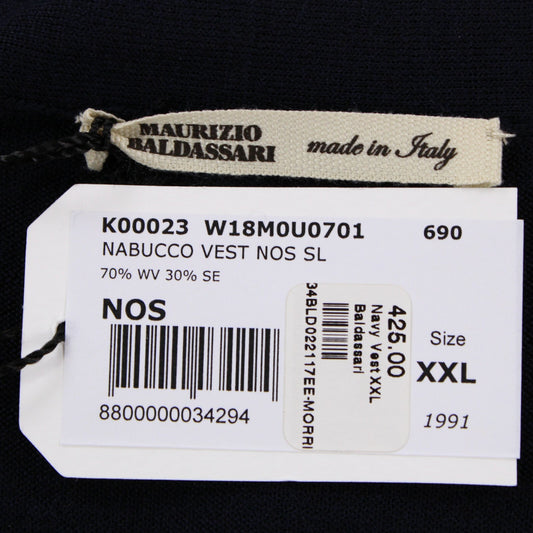 MAURIZIO
BALDASSARI
made in Italy
K00023 W18M0U0701 690
NABUCCO VEST NOS SL
70% WV 30% SE
NOS
8800000034294
425.00
Navy Vest XXL
Baldassari
34BLD022117EE-MORRI
Size
XXL
1991